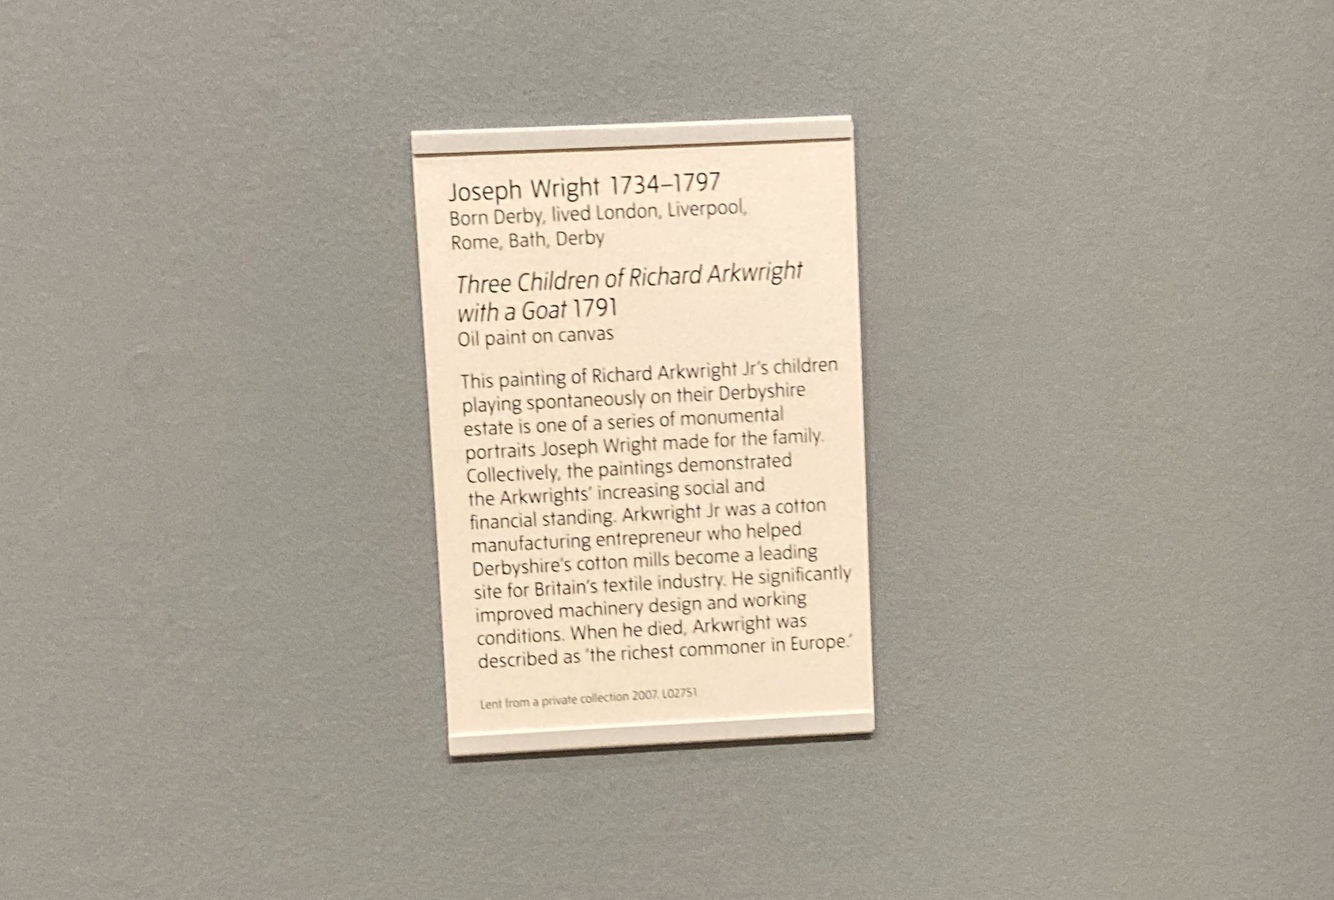 Joseph Wright 1734–1797
Born Derby, lived London, Liverpool,
Rome, Bath, Derby
Three Children of Richard Arkwright
with a Goat 1791
Oil paint on canvas
This painting of Richard Arkwright Jr's children
playing spontaneously on their Derbyshire
estate is one of a series of monumental
portraits Joseph Wright made for the family.
Collectively, the paintings demonstrated
the Arkwrights' increasing social and
financial standing. Arkwright Jr was a cotton
manufacturing entrepreneur who helped
Derbyshire's cotton mills become a leading
site for Britain's textile industry. He significantly
improved machinery design and working
conditions. When he died, Arkwright was
described as 'the richest commoner in Europe.'
Lent from a private collection 2007. L02751